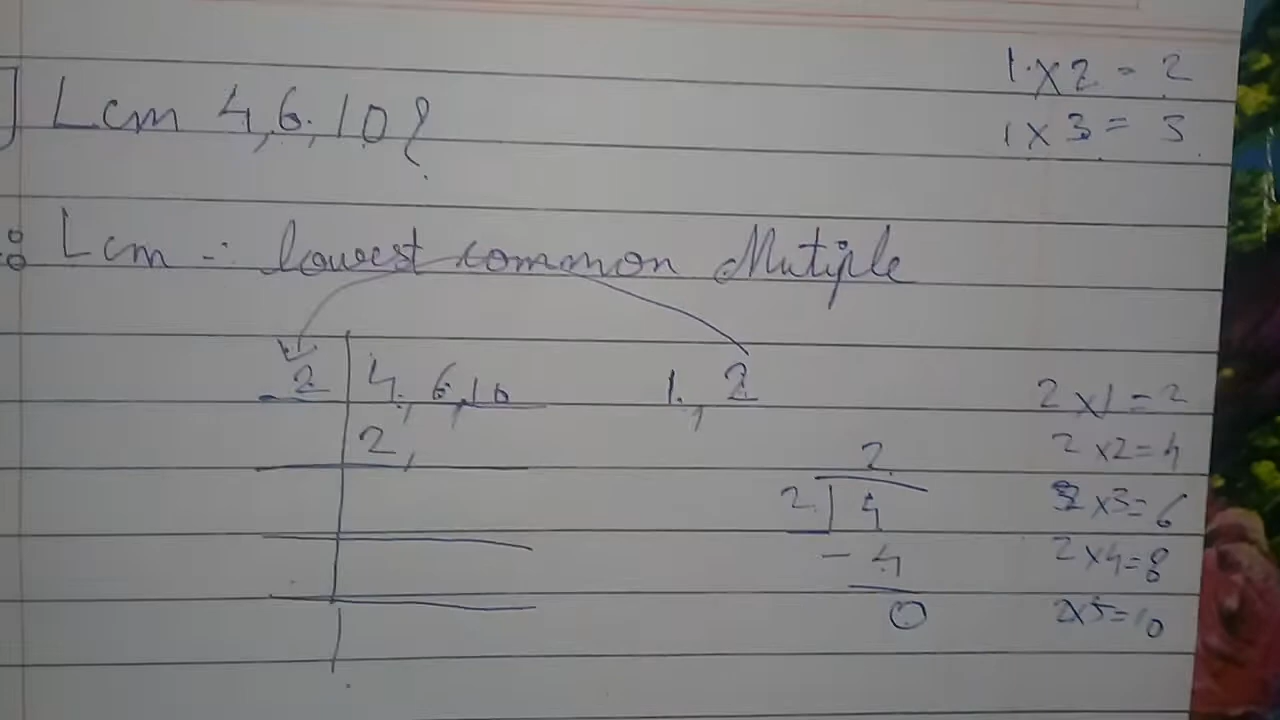 1 x 2 = 2
Lcm 4, 6, 10?
1 x 3 = 3
Lcm - lowest common Mutiple
2 | 4, 6, 10
1, 2
2 x 1 = 2
2,
2
2 x 2 = 4
2 | 4
2 x 3 = 6
- 4
2 x 4 = 8
0
2 x 5 = 10